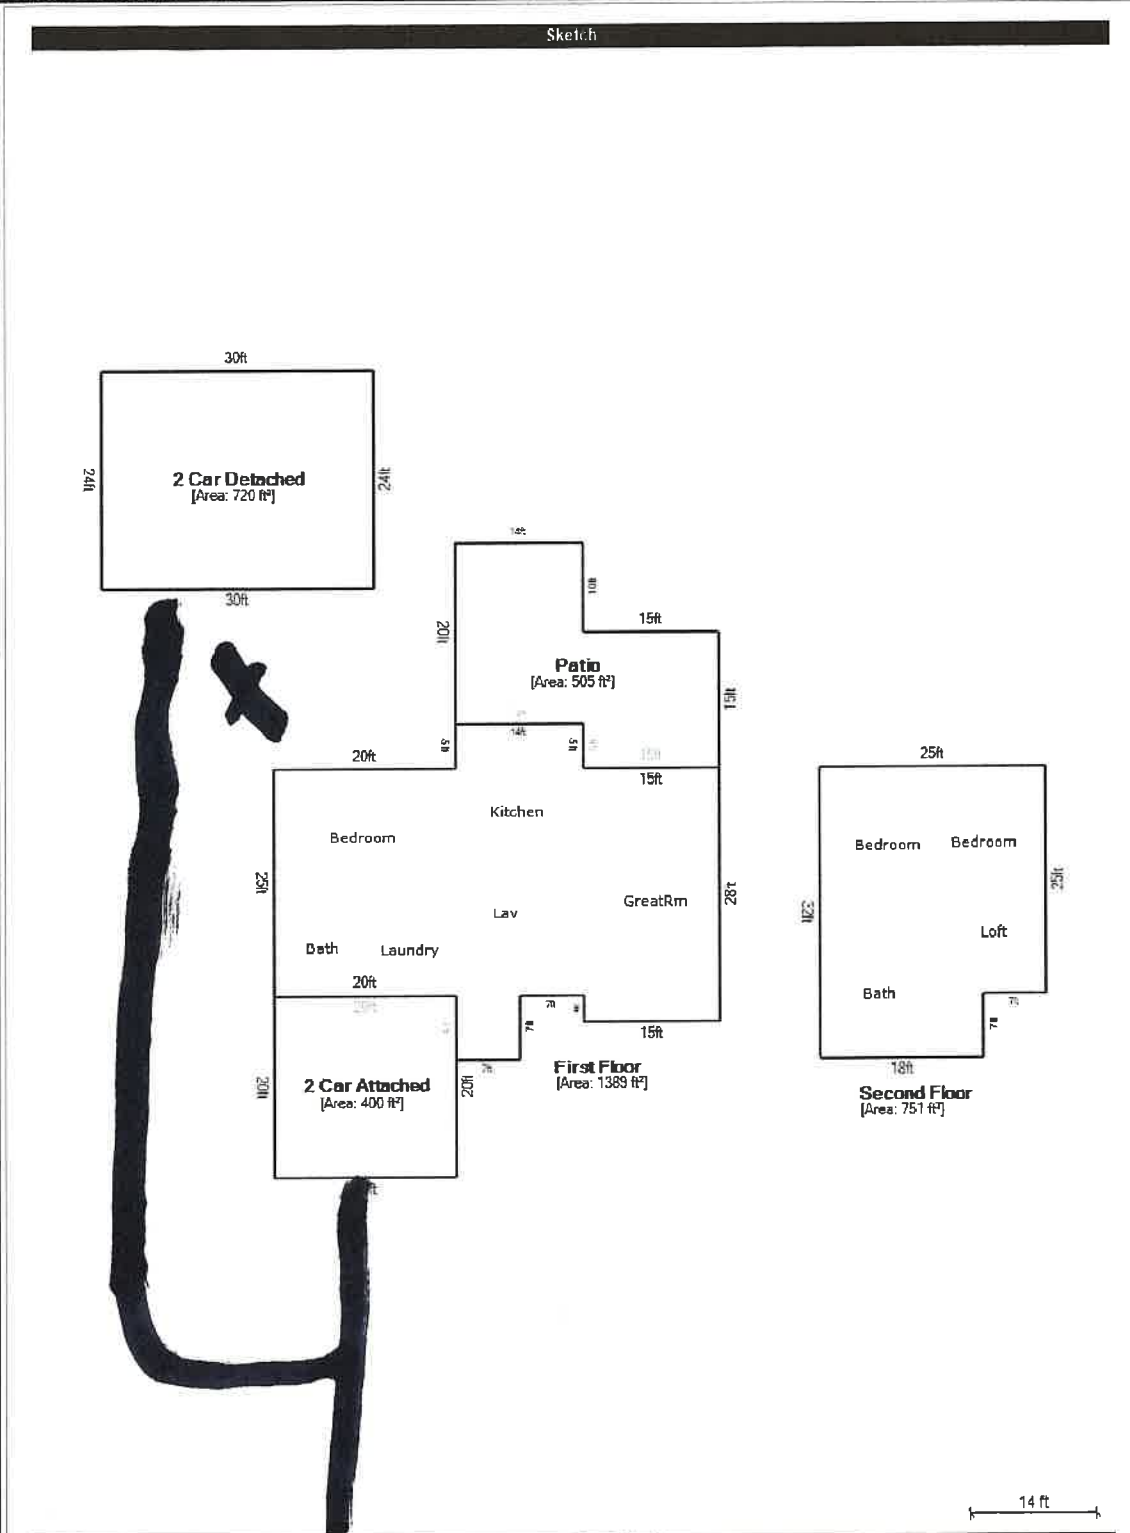 Sketch
30ft
24ft
24ft
2 Car Detached
[Area: 720 ft²]
30ft
14ft
10ft
20ft
15ft
Patio
[Area: 505 ft²]
15ft
14ft
5ft
5ft
20ft
15ft
15ft
25ft
Kitchen
Bedroom
Bedroom
Bedroom
25ft
25ft
28ft
32ft
GreatRm
Lav
Loft
Bath
Laundry
20ft
Bath
7ft
7ft
7ft
7ft
15ft
7ft
18ft
First Floor
[Area: 1389 ft²]
2 Car Attached
[Area: 400 ft²]
20ft
20ft
Second Floor
[Area: 751 ft²]
14 ft